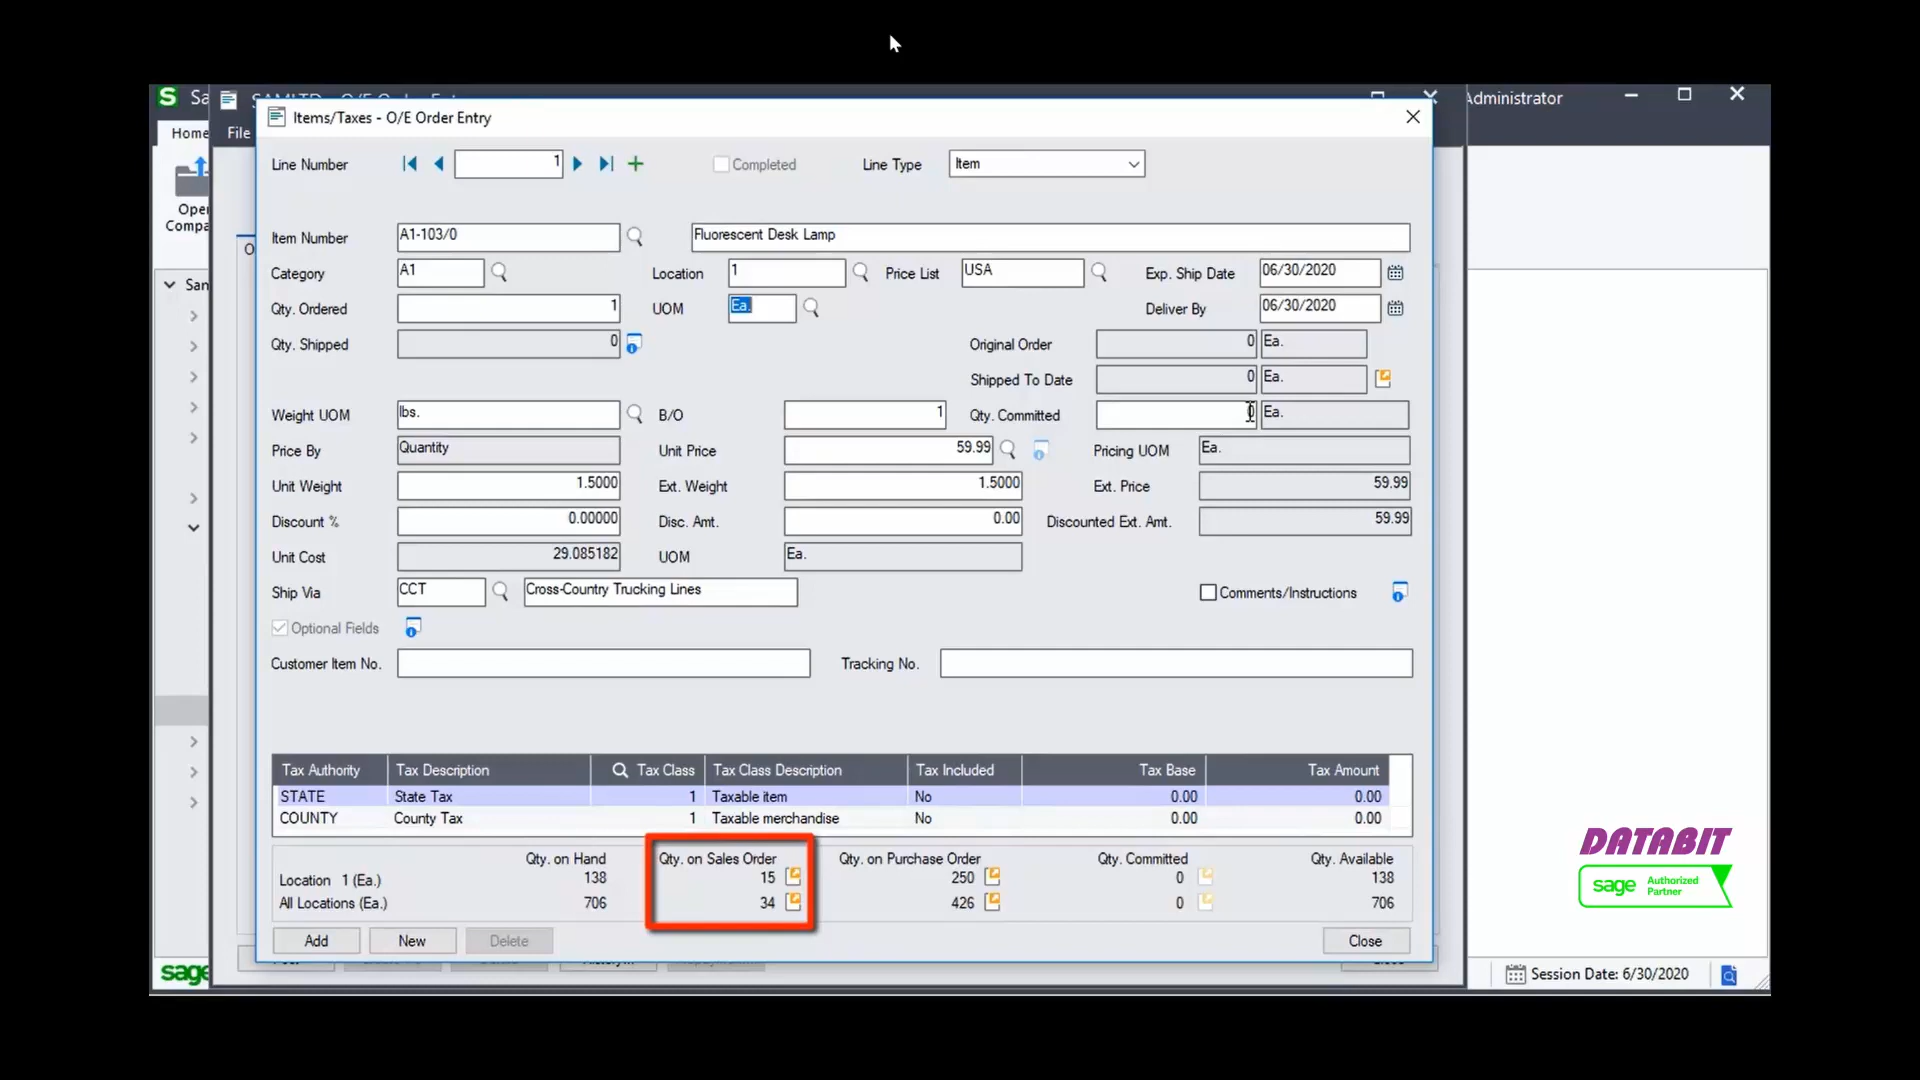 Administrator
Items/Taxes - O/E Order Entry
Home
File
Line Number 1 Completed Line Type Item
Item Number A1-103/0 Fluorescent Desk Lamp
Category A1 Location 1 Price List USA Exp. Ship Date 06/30/2020
Qty. Ordered 1 UOM Ea. Deliver By 06/30/2020
Qty. Shipped 0 Original Order 0 Ea.
Shipped To Date 0 Ea.
Weight UOM lbs. B/O 1 Qty. Committed 0 Ea.
Price By Quantity Unit Price 59.99 Pricing UOM Ea.
Unit Weight 1.5000 Ext. Weight 1.5000 Ext. Price 59.99
Discount % 0.00000 Disc. Amt. 0.00 Discounted Ext. Amt. 59.99
Unit Cost 29.085182 UOM Ea.
Ship Via CCT Cross-Country Trucking Lines Comments/Instructions
Optional Fields
Customer Item No. Tracking No.
Tax Authority Tax Description Tax Class Tax Class Description Tax Included Tax Base Tax Amount
STATE State Tax 1 Taxable item No 0.00 0.00
COUNTY County Tax 1 Taxable merchandise No 0.00 0.00
Qty. on Hand Qty. on Sales Order Qty. on Purchase Order Qty. Committed Qty. Available
Location 1 (Ea.) 138 15 250 0 138
All Locations (Ea.) 706 34 426 0 706
Add New Delete Close
DATABIT
sage Authorized
Partner
sage
Session Date: 6/30/2020